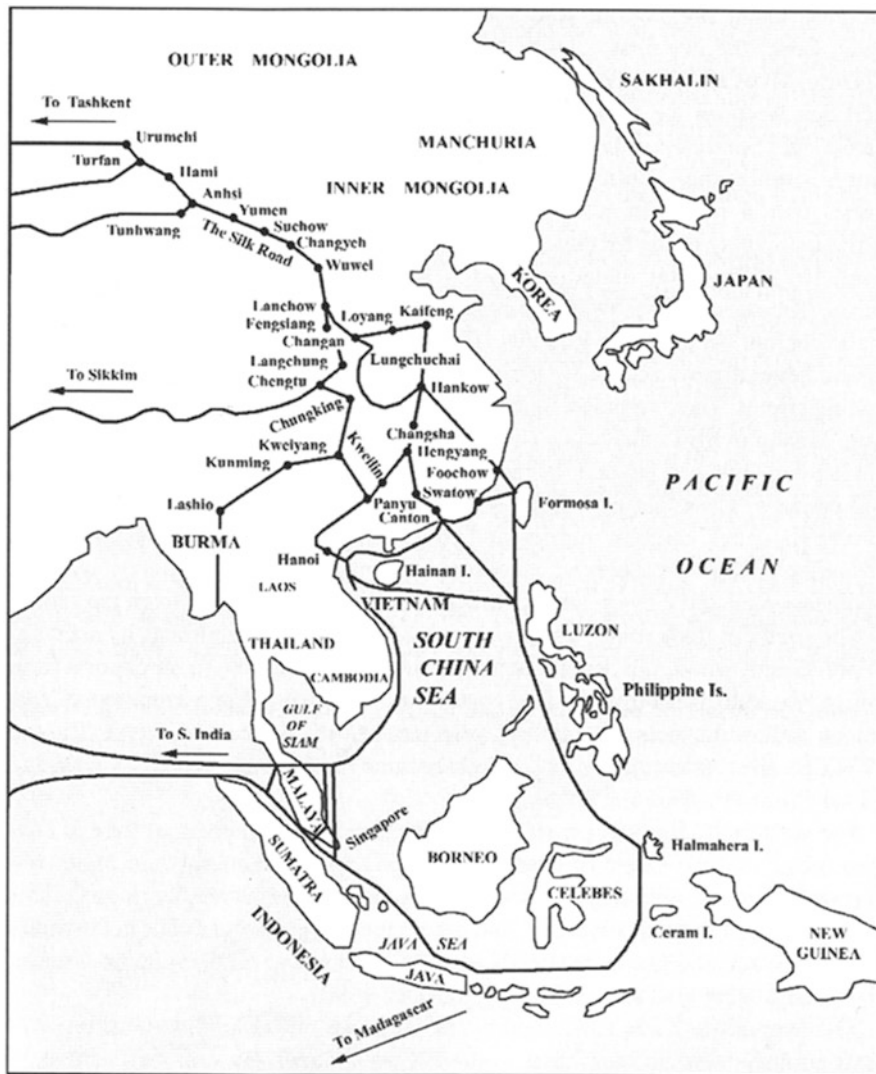 OUTER MONGOLIA
SAKHALIN
To Tashkent
Urumchi
MANCHURIA
Turfan
Hami
INNER MONGOLIA
Anhsi
Yumen
Tunhwang
Suchow
The Silk Road
Changyeh
Wuwei
KOREA
JAPAN
Lanchow
Loyang
Kaifeng
Fengsiang
Changan
Lungchuchai
Langchung
To Sikkim
Chengtu
Hankow
Chungking
Changsha
Kweiyang
Kweilin
Hengyang
Kunming
Foochow
PACIFIC
Lashio
Panyu
Swatow
Canton
Formosa I.
BURMA
Hanoi
Hainan I.
OCEAN
LAOS
VIETNAM
THAILAND
SOUTH
CHINA
SEA
LUZON
CAMBODIA
GULF
OF
SIAM
Philippine Is.
To S. India
MALAYA
Singapore
SUMATRA
BORNEO
Halmahera I.
CELEBES
INDONESIA
Ceram I.
NEW
GUINEA
JAVA SEA
JAVA
To Madagascar